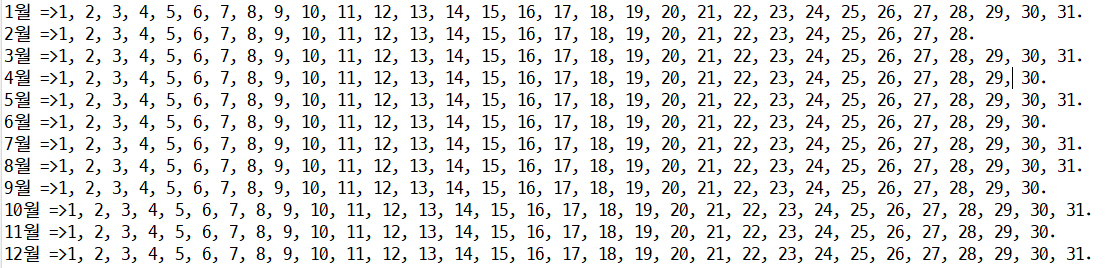 1월 =>1, 2, 3, 4, 5, 6, 7, 8, 9, 10, 11, 12, 13, 14, 15, 16, 17, 18, 19, 20, 21, 22, 23, 24, 25, 26, 27, 28, 29, 30, 31.
2월 =>1, 2, 3, 4, 5, 6, 7, 8, 9, 10, 11, 12, 13, 14, 15, 16, 17, 18, 19, 20, 21, 22, 23, 24, 25, 26, 27, 28.
3월 =>1, 2, 3, 4, 5, 6, 7, 8, 9, 10, 11, 12, 13, 14, 15, 16, 17, 18, 19, 20, 21, 22, 23, 24, 25, 26, 27, 28, 29, 30, 31.
4월 =>1, 2, 3, 4, 5, 6, 7, 8, 9, 10, 11, 12, 13, 14, 15, 16, 17, 18, 19, 20, 21, 22, 23, 24, 25, 26, 27, 28, 29, 30.
5월 =>1, 2, 3, 4, 5, 6, 7, 8, 9, 10, 11, 12, 13, 14, 15, 16, 17, 18, 19, 20, 21, 22, 23, 24, 25, 26, 27, 28, 29, 30, 31.
6월 =>1, 2, 3, 4, 5, 6, 7, 8, 9, 10, 11, 12, 13, 14, 15, 16, 17, 18, 19, 20, 21, 22, 23, 24, 25, 26, 27, 28, 29, 30.
7월 =>1, 2, 3, 4, 5, 6, 7, 8, 9, 10, 11, 12, 13, 14, 15, 16, 17, 18, 19, 20, 21, 22, 23, 24, 25, 26, 27, 28, 29, 30, 31.
8월 =>1, 2, 3, 4, 5, 6, 7, 8, 9, 10, 11, 12, 13, 14, 15, 16, 17, 18, 19, 20, 21, 22, 23, 24, 25, 26, 27, 28, 29, 30, 31.
9월 =>1, 2, 3, 4, 5, 6, 7, 8, 9, 10, 11, 12, 13, 14, 15, 16, 17, 18, 19, 20, 21, 22, 23, 24, 25, 26, 27, 28, 29, 30.
10월 =>1, 2, 3, 4, 5, 6, 7, 8, 9, 10, 11, 12, 13, 14, 15, 16, 17, 18, 19, 20, 21, 22, 23, 24, 25, 26, 27, 28, 29, 30, 31.
11월 =>1, 2, 3, 4, 5, 6, 7, 8, 9, 10, 11, 12, 13, 14, 15, 16, 17, 18, 19, 20, 21, 22, 23, 24, 25, 26, 27, 28, 29, 30.
12월 =>1, 2, 3, 4, 5, 6, 7, 8, 9, 10, 11, 12, 13, 14, 15, 16, 17, 18, 19, 20, 21, 22, 23, 24, 25, 26, 27, 28, 29, 30, 31.